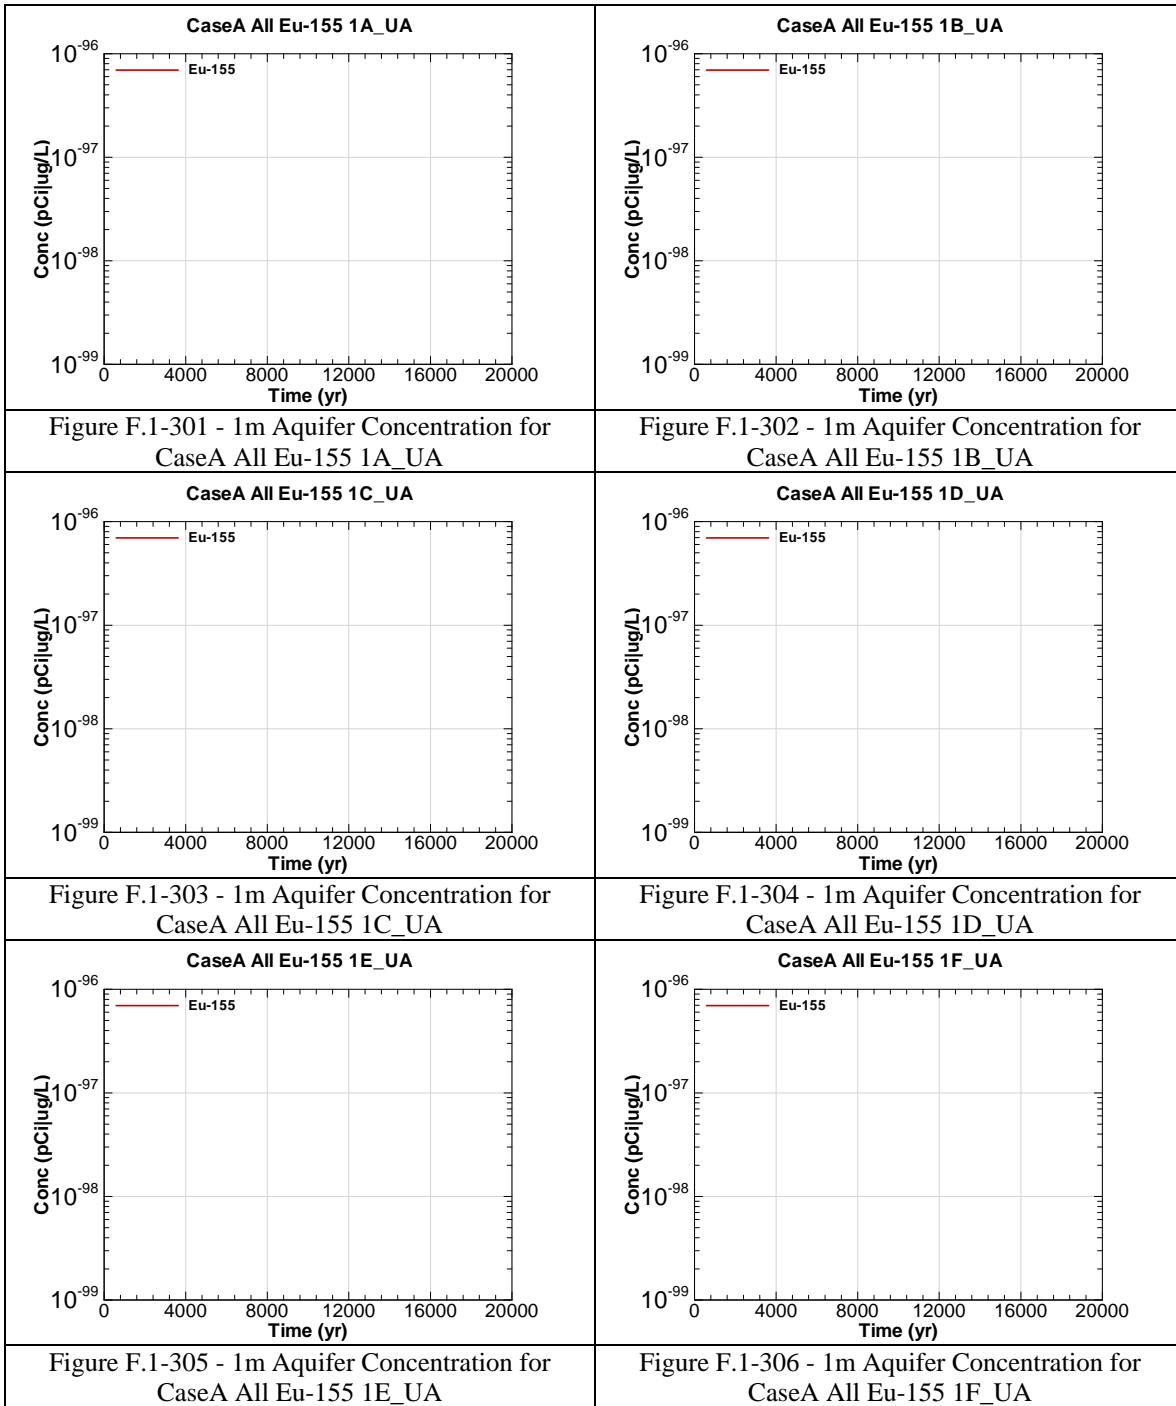 CaseA All Eu-155 1A_UA
Eu-155
10-96
10-97
10-98
10-99
Conc (pCi|ug/L)
0 4000 8000 12000 16000 20000
Time (yr)
Figure F.1-301 - 1m Aquifer Concentration for
CaseA All Eu-155 1A_UA
CaseA All Eu-155 1B_UA
Eu-155
10-96
10-97
10-98
10-99
Conc (pCi|ug/L)
0 4000 8000 12000 16000 20000
Time (yr)
Figure F.1-302 - 1m Aquifer Concentration for
CaseA All Eu-155 1B_UA
CaseA All Eu-155 1C_UA
Eu-155
10-96
10-97
10-98
10-99
Conc (pCi|ug/L)
0 4000 8000 12000 16000 20000
Time (yr)
Figure F.1-303 - 1m Aquifer Concentration for
CaseA All Eu-155 1C_UA
CaseA All Eu-155 1D_UA
Eu-155
10-96
10-97
10-98
10-99
Conc (pCi|ug/L)
0 4000 8000 12000 16000 20000
Time (yr)
Figure F.1-304 - 1m Aquifer Concentration for
CaseA All Eu-155 1D_UA
CaseA All Eu-155 1E_UA
Eu-155
10-96
10-97
10-98
10-99
Conc (pCi|ug/L)
0 4000 8000 12000 16000 20000
Time (yr)
Figure F.1-305 - 1m Aquifer Concentration for
CaseA All Eu-155 1E_UA
CaseA All Eu-155 1F_UA
Eu-155
10-96
10-97
10-98
10-99
Conc (pCi|ug/L)
0 4000 8000 12000 16000 20000
Time (yr)
Figure F.1-306 - 1m Aquifer Concentration for
CaseA All Eu-155 1F_UA